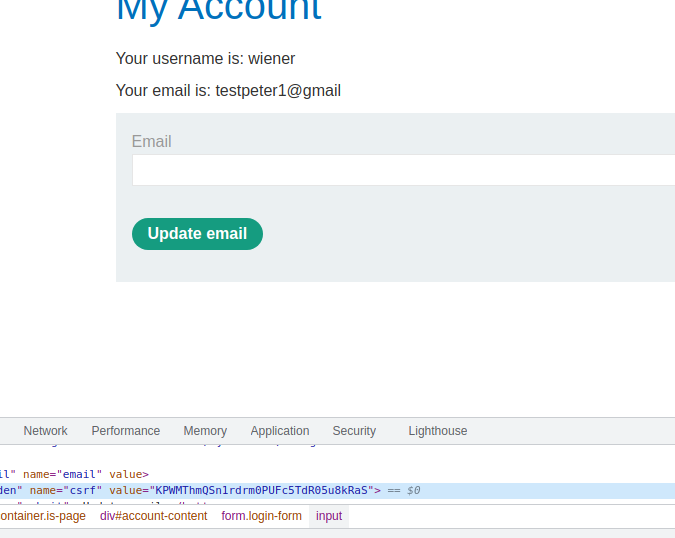 My Account
Your username is: wiener
Your email is: testpeter1@gmail
Email
Update email
Network Performance Memory Application Security Lighthouse
il" name="email" value>
den" name="csrf" value="KPWMThmQSn1rdrm0PUFc5TdR05u8kRaS"> == $0
ontainer.is-page div#account-content form.login-form input